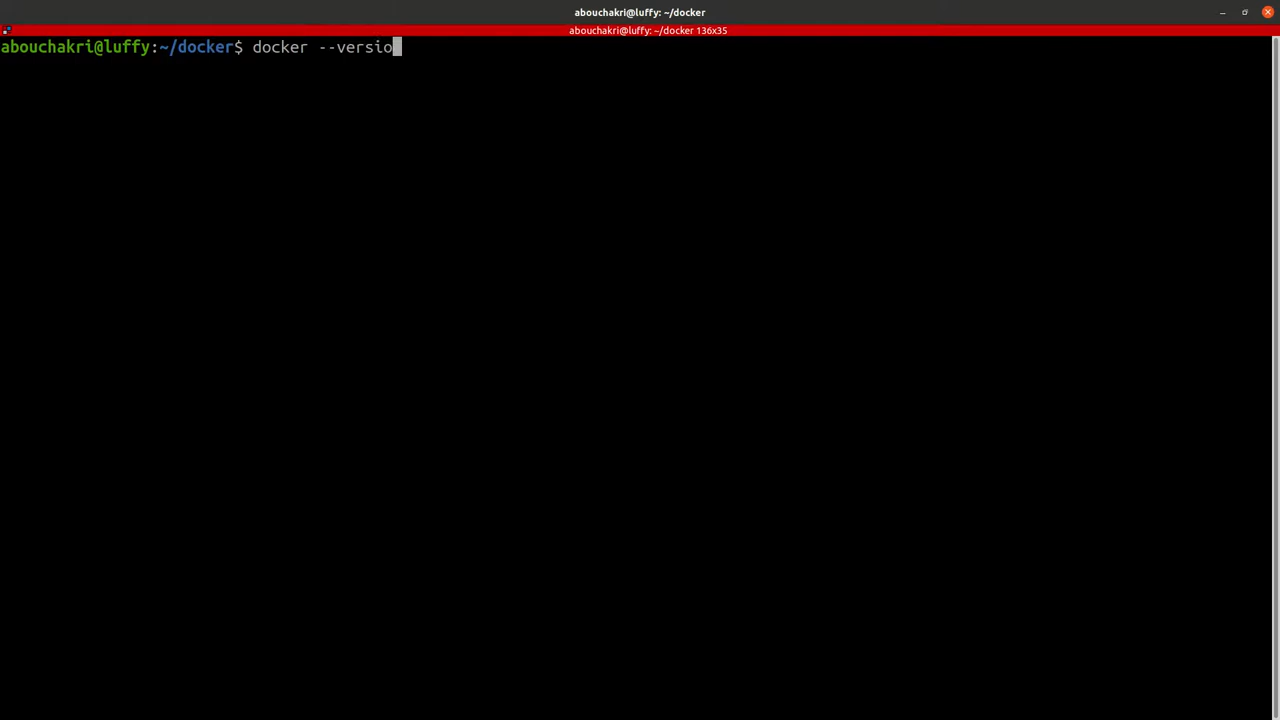 abouchakri@luffy: ~/docker
abouchakri@luffy: ~/docker 136x35
abouchakri@luffy:~/docker$ docker --versio